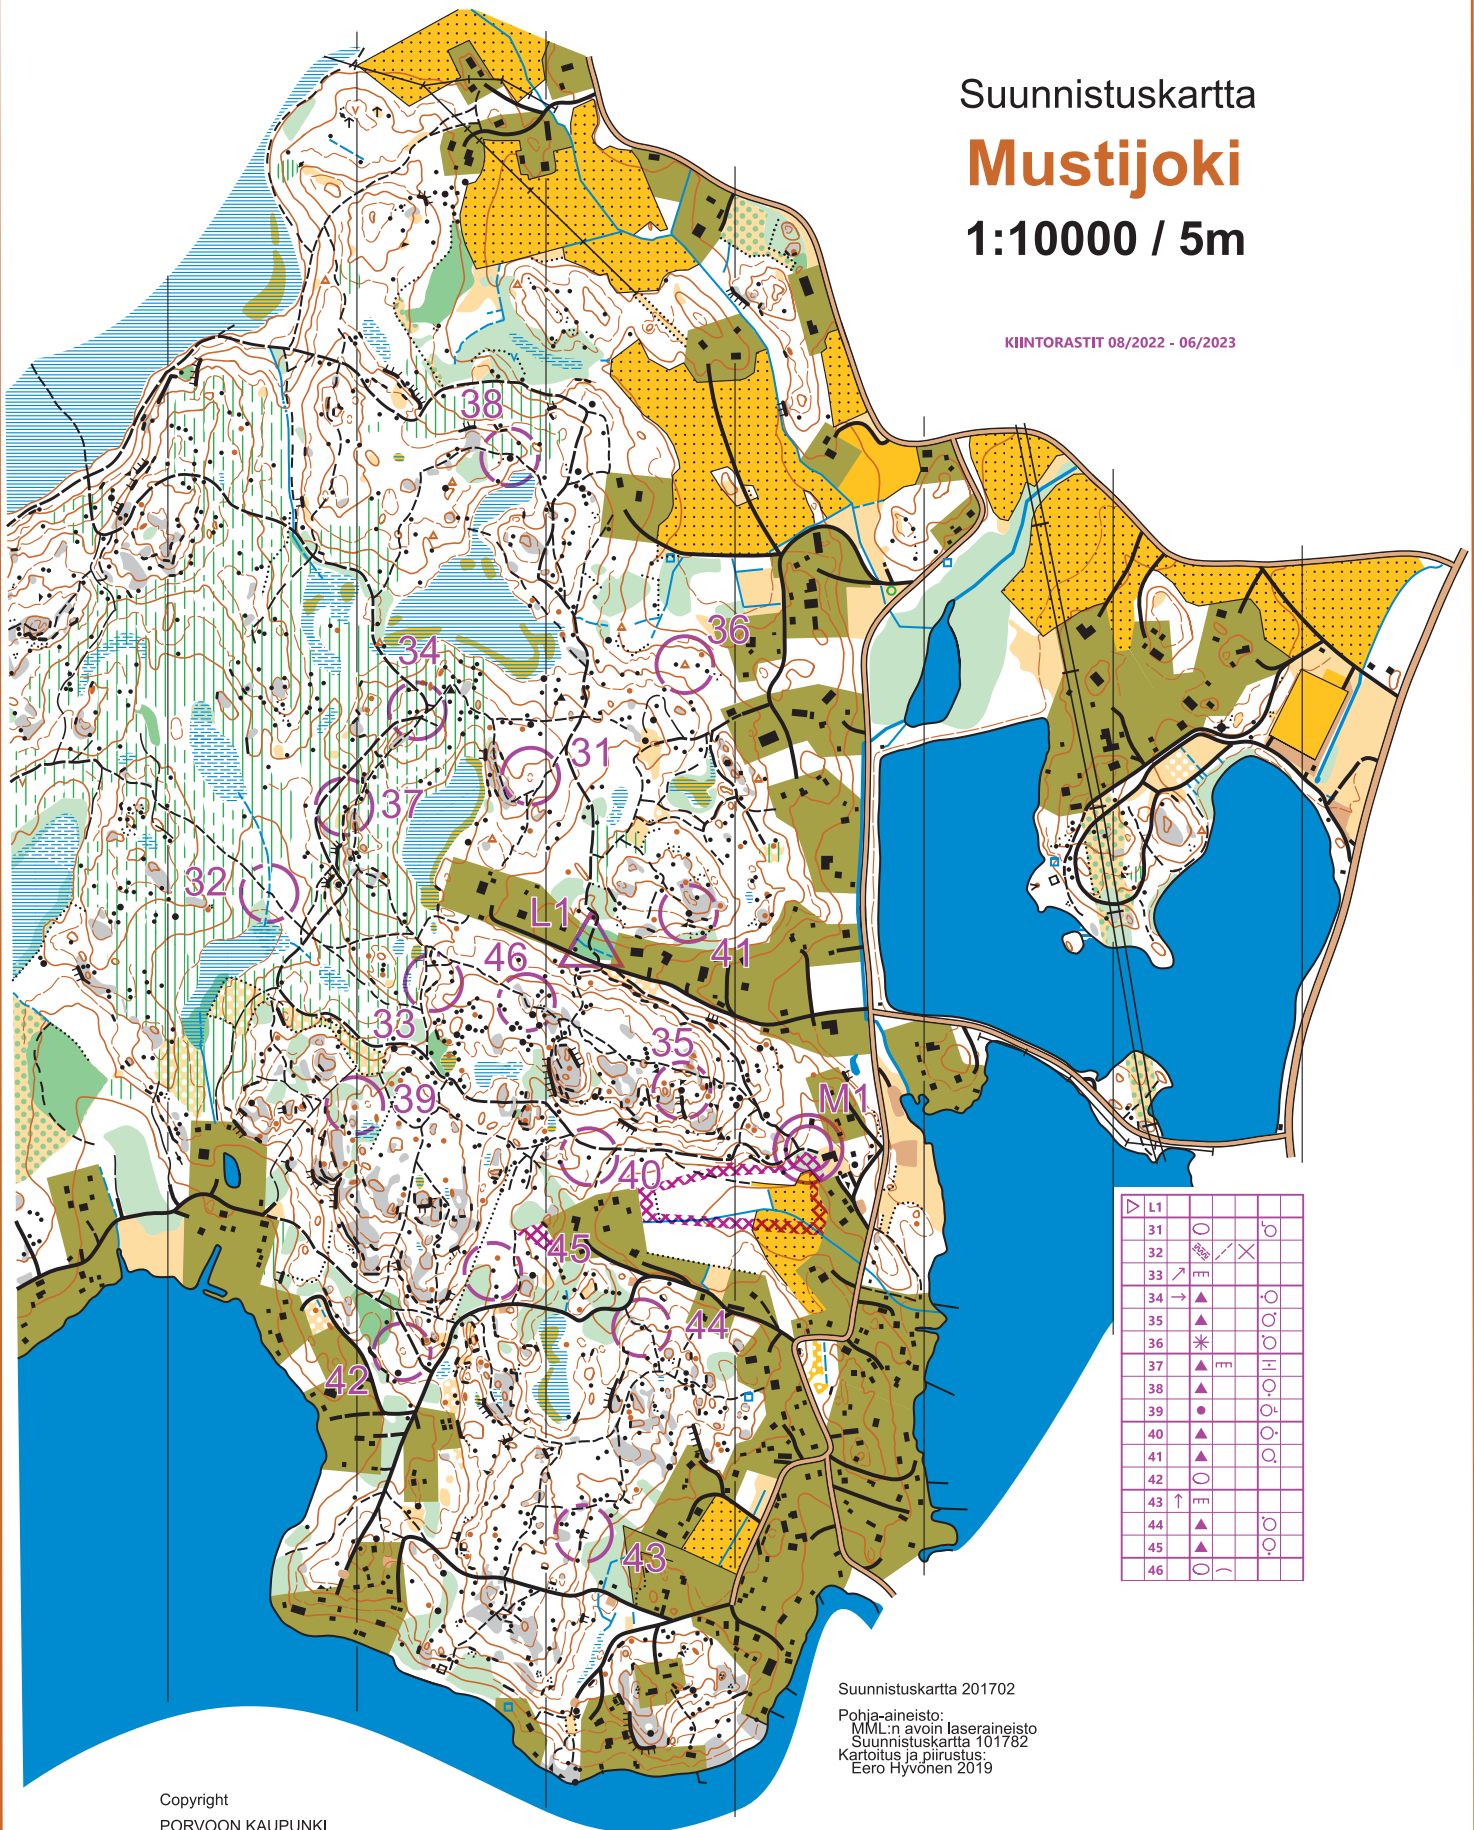 Suunnistuskartta
Mustijoki
1:10000 / 5m
KIINTORASTIT 08/2022 - 06/2023
38
36
34
31
37
32
L1
41
46
33
35
39
M1
40
45
44
42
43
L1
31
32
33
34
35
36
37
38
39
40
41
42
43
44
45
46
Suunnistuskartta 201702
Pohja-aineisto:
MML:n avoin laseraineisto
Suunnistuskartta 101782
Kartoitus ja piirustus:
Eero Hyvönen 2019
Copyright
PORVOON KAUPUNKI